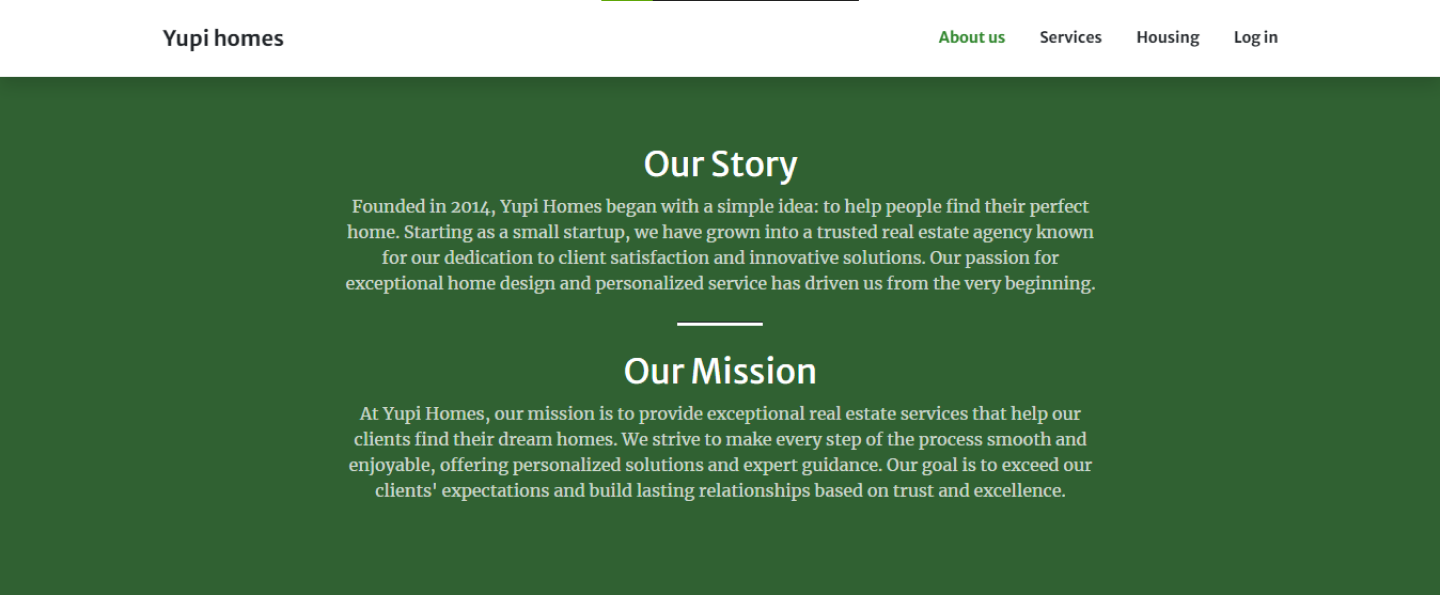 Yupi homes
About us Services Housing Log in
Our Story
Founded in 2014, Yupi Homes began with a simple idea: to help people find their perfect
home. Starting as a small startup, we have grown into a trusted real estate agency known
for our dedication to client satisfaction and innovative solutions. Our passion for
exceptional home design and personalized service has driven us from the very beginning.
Our Mission
At Yupi Homes, our mission is to provide exceptional real estate services that help our
clients find their dream homes. We strive to make every step of the process smooth and
enjoyable, offering personalized solutions and expert guidance. Our goal is to exceed our
clients' expectations and build lasting relationships based on trust and excellence.